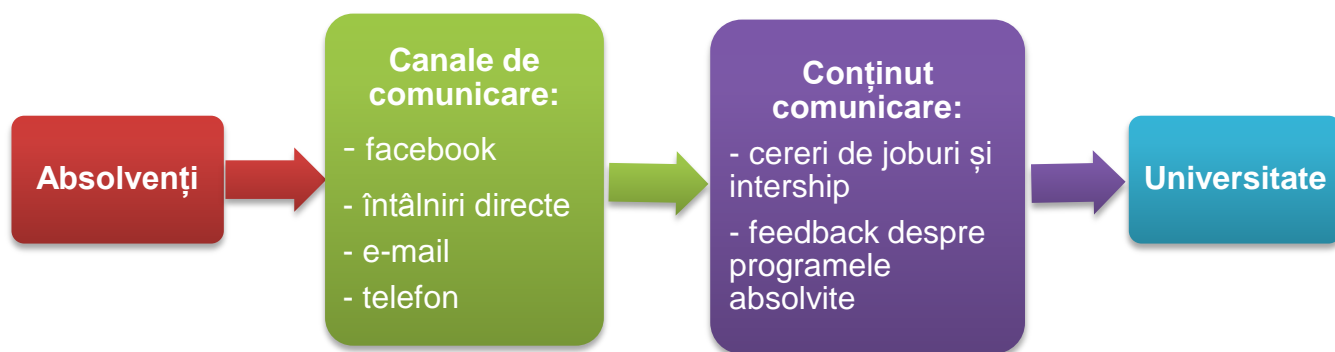 Absolvenți
Canale de
comunicare:
- facebook
- întâlniri directe
- e-mail
- telefon
Conținut
comunicare:
- cereri de joburi și
intership
- feedback despre
programele
absolvite
Universitate